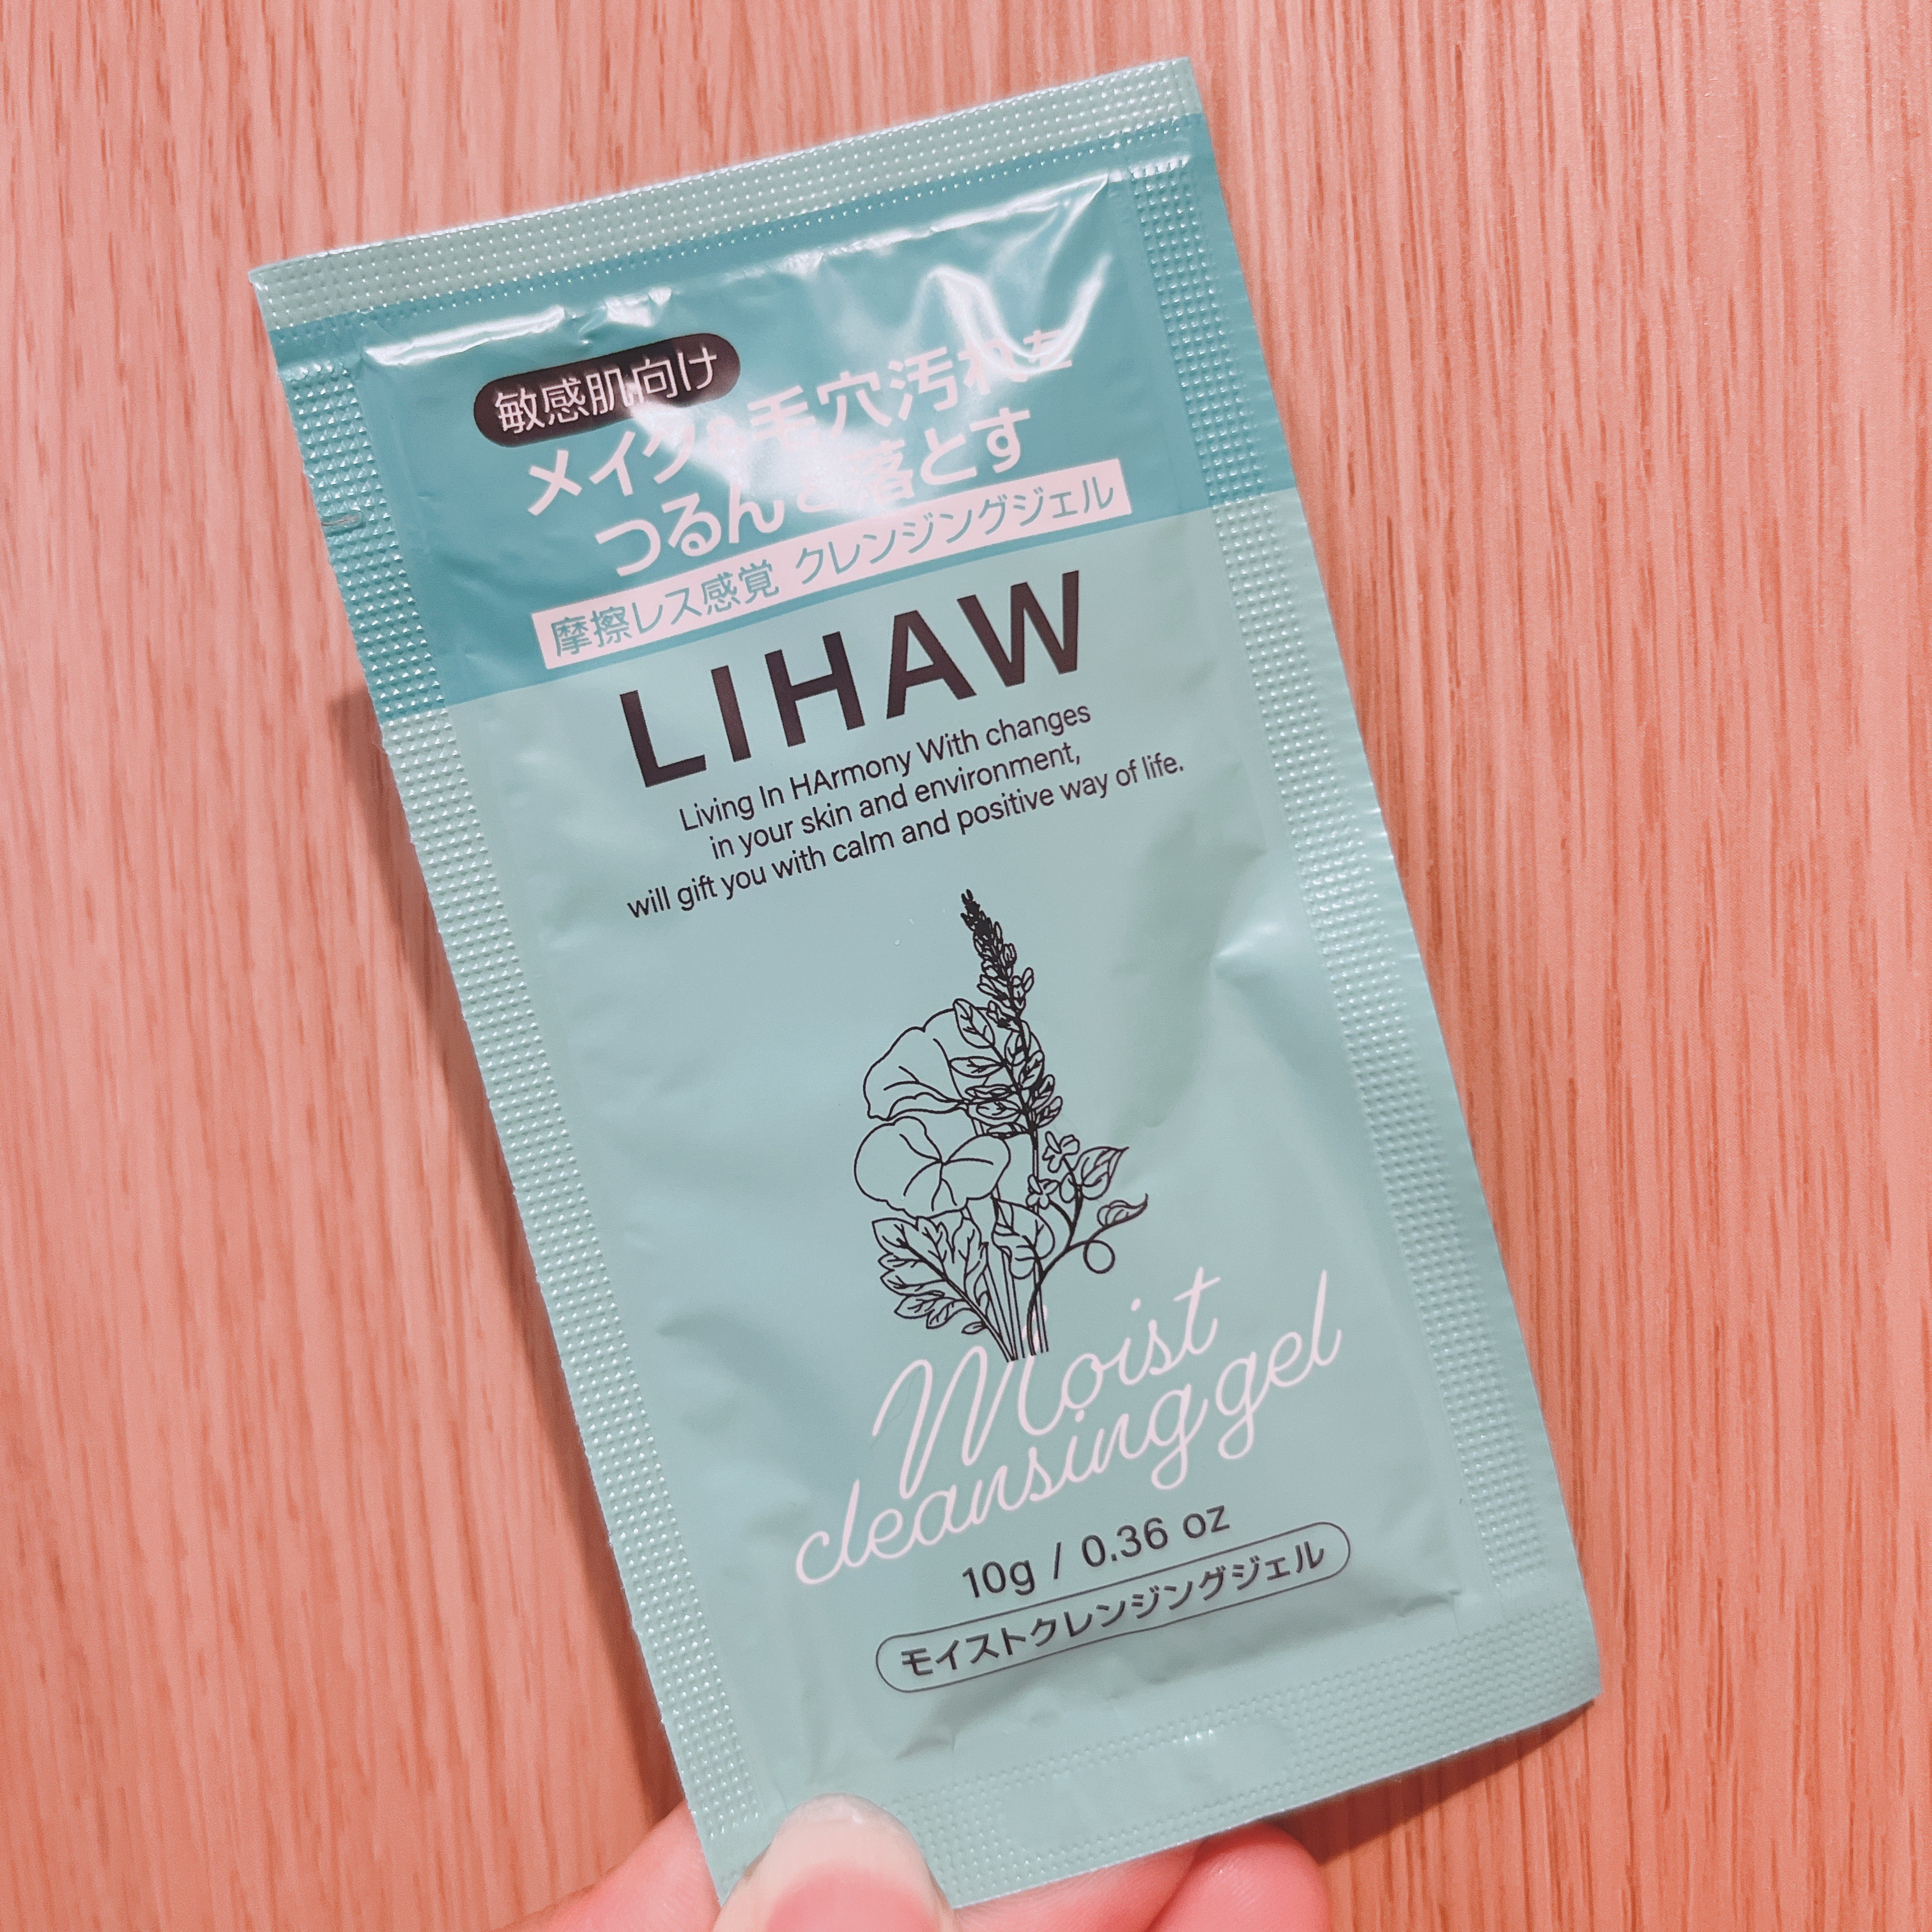 敏感肌向け
メイクも毛穴汚れを
つるんと落とす
摩擦レス感覚 クレンジングジェル
LIHAW
Living In HArmony With changes
in your skin and environment,
will gift you with calm and positive way of life.
Moist
cleansing gel
10g / 0.36 oz
モイストクレンジングジェル